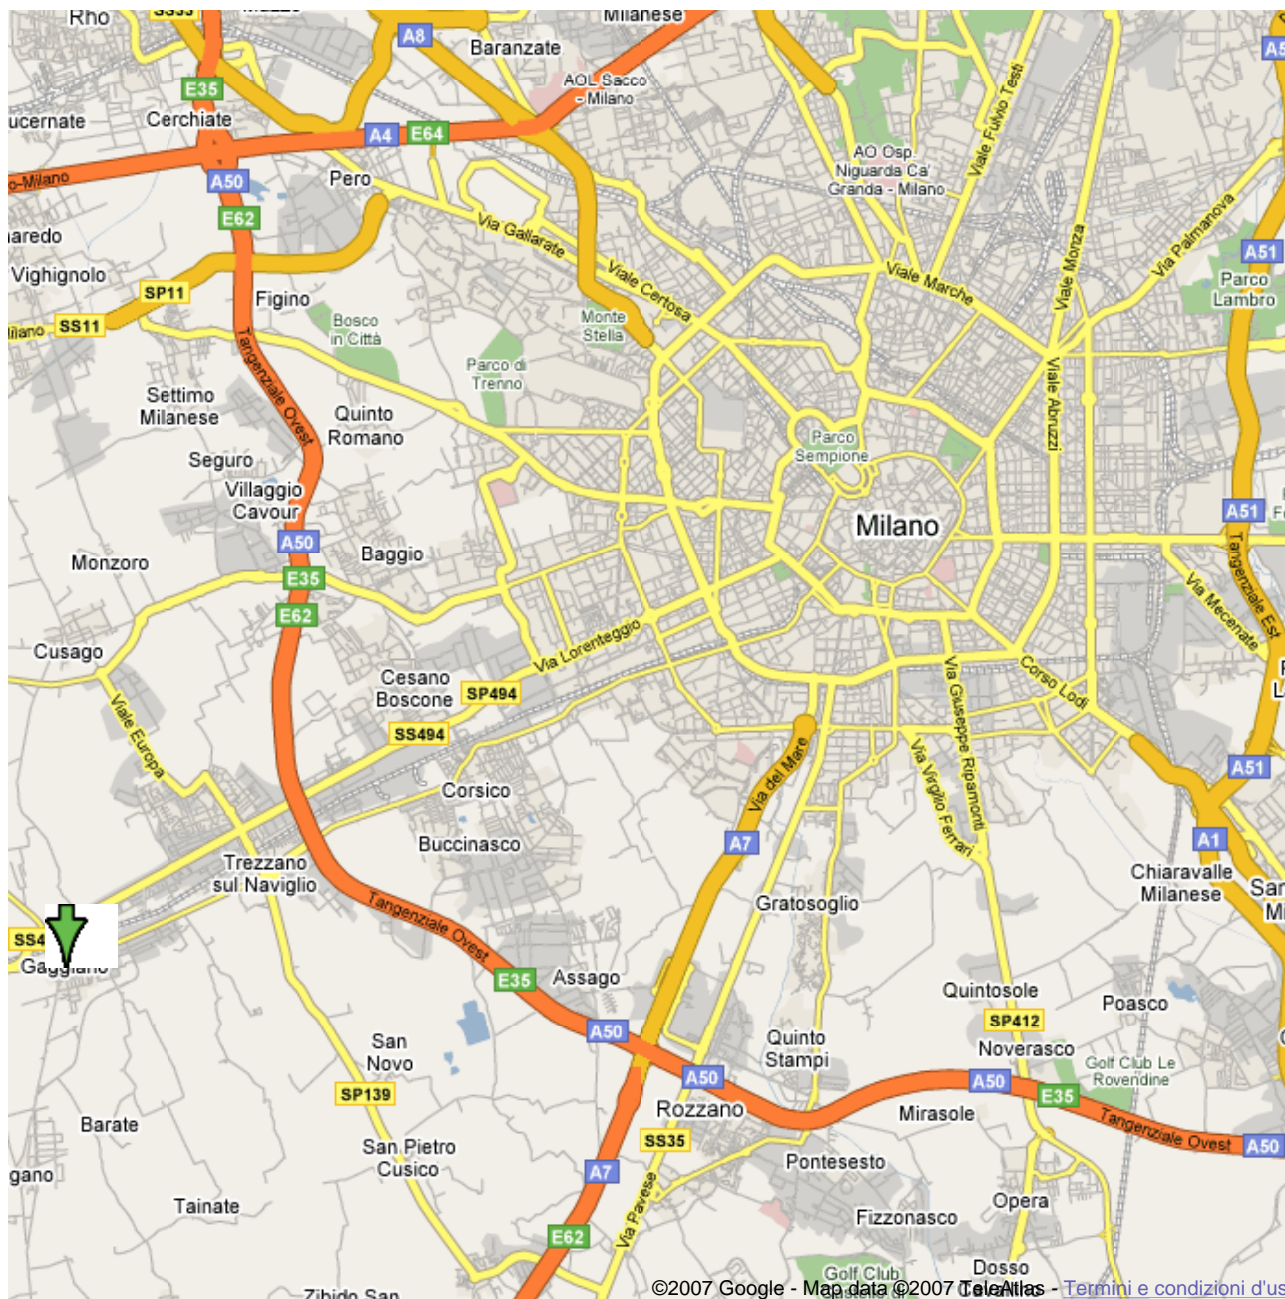 Rho
Milanese
A8
Baranzate
AOL Sacco
- Milano
E35
Cerchiate
A4
E64
AO Osp.
Niguarda Ca'
Granda - Milano
Viale Fulvio Testi
o-Milano
A50
Pero
E62
Via Gallarate
Viale Certosa
Viale Marche
Viale Monza
Via Palmanova
A51
Parco
Lambro
Vighignolo
SP11
Figino
SS11
Bosco
in Città
Monte
Stella
Parco di
Trenno
Tangenziale Ovest
Settimo
Milanese
Quinto
Romano
Viale Abruzzi
Parco
Sempione
Seguro
Villaggio
Cavour
A51
Milano
A50
Baggio
Monzoro
E35
E62
Tangenziale Est
Via Mecenate
Via Lorenteggio
Cusago
Cesano
Boscone
SP494
SS494
Viale Europa
Corso Lodi
Via Giuseppe Ripamonti
Via Virgilio Ferrari
Via del Mare
A51
Corsico
Buccinasco
A7
A1
Trezzano
sul Naviglio
Chiaravalle
Milanese
Tangenziale Ovest
Gratosoglio
SS4
Gaggiano
E35
Assago
Quintosole
Poasco
SP412
A50
San
Novo
Quinto
Stampi
Noverasco
Golf Club Le
Rovendine
A50
A50
E35
SP139
Rozzano
Mirasole
Tangenziale Ovest
A50
Barate
SS35
San Pietro
Cusico
A7
Pontesesto
Tainate
Via Pavese
Opera
Fizzonasco
E62
Golf Club
Dosso
Zibido San
©2007 Google - Map data ©2007 TeleAtlas - Termini e condizioni d'us